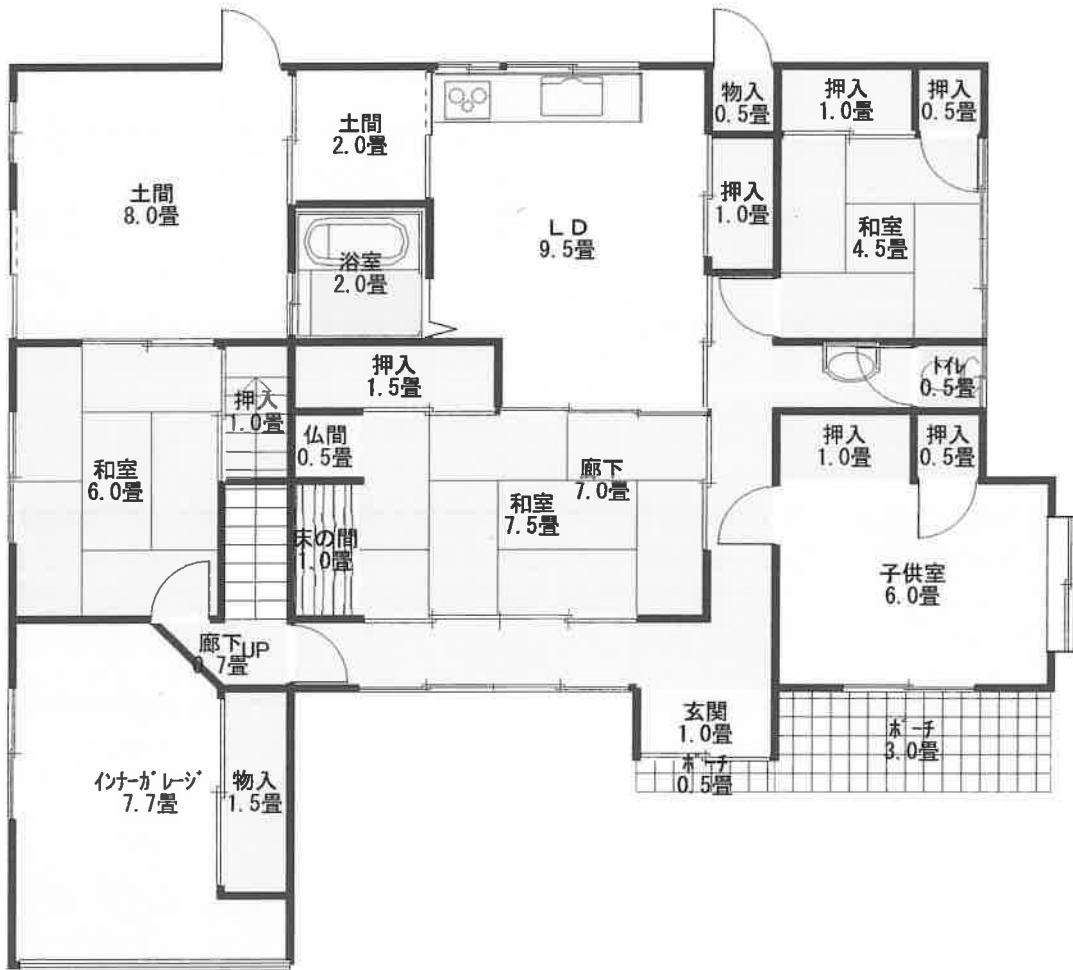 物入
0.5畳
押入
1.0畳
押入
0.5畳
土間
2.0畳
土間
8.0畳
押入
1.0畳
和室
4.5畳
LD
9.5畳
浴室
2.0畳
押入
1.5畳
トイレ
0.5畳
押入
1.0畳
仏間
0.5畳
押入
1.0畳
押入
0.5畳
和室
6.0畳
廊下
7.0畳
和室
7.5畳
床の間
1.0畳
子供室
6.0畳
廊下
0.7畳
UP
玄関
1.0畳
ポーチ
3.0畳
ポーチ
0.5畳
インナーガレージ
7.7畳
物入
1.5畳